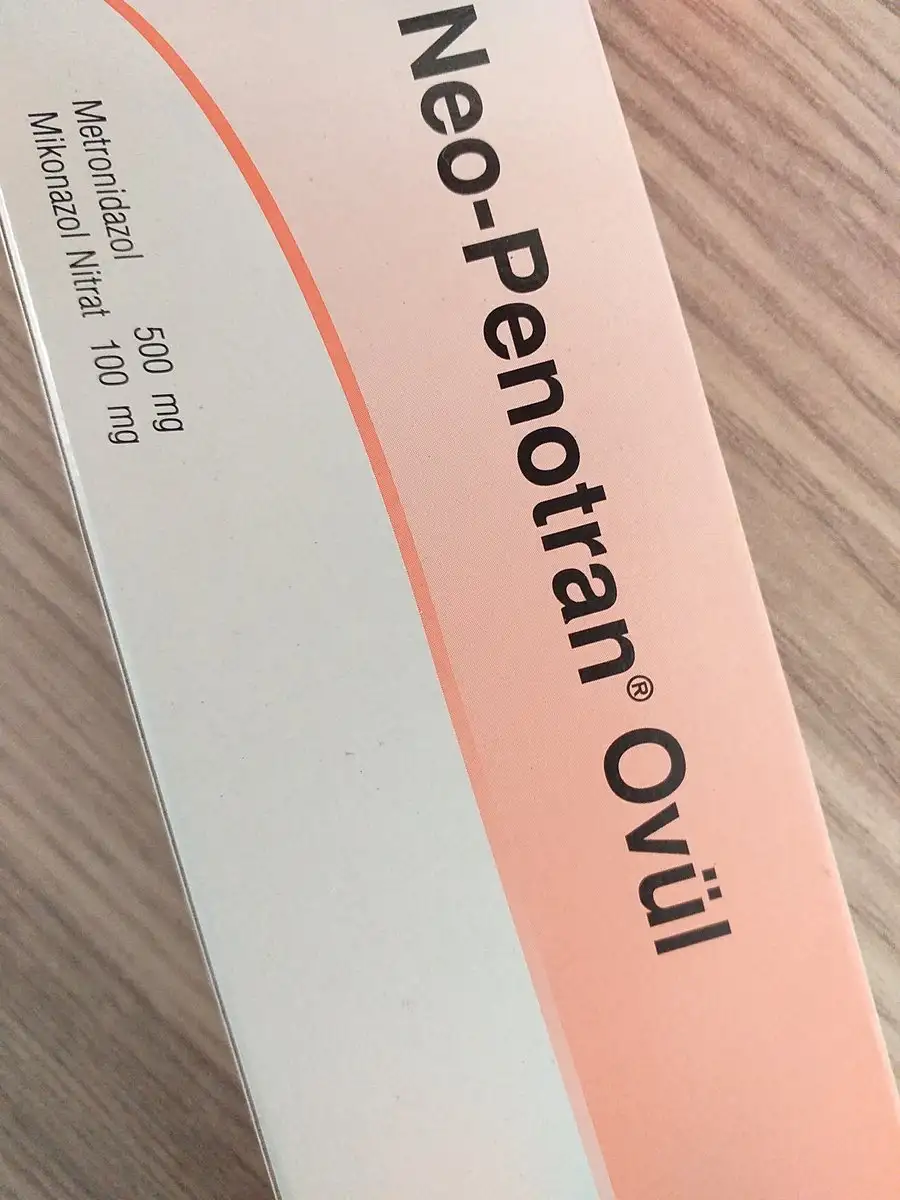 Neo-Penotran® Ovül
Metronidazol 500 mg
Mikonazol Nitrat 100 mg